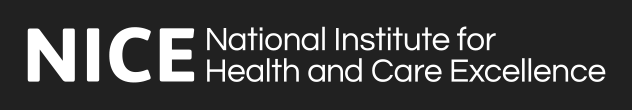 NICE National Institute for
Health and Care Excellence